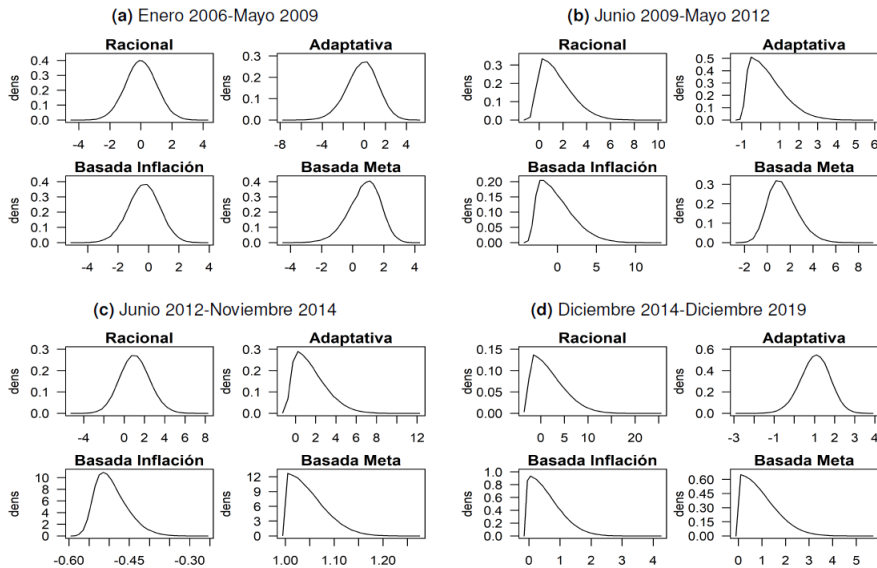 (a) Enero 2006-Mayo 2009
Racional
dens
0.4
0.3
0.2
0.1
0.0
-4 -2 0 2 4
Adaptativa
0.3
0.2
0.1
0.0
-8 -4 0 2 4
Basada Inflación
dens
0.4
0.3
0.2
0.1
0.0
-4 -2 0 2 4
Basada Meta
0.4
0.3
0.2
0.1
0.0
-4 -2 0 2 4
(b) Junio 2009-Mayo 2012
Racional
dens
0.3
0.2
0.1
0.0
0 2 4 6 8 10
Adaptativa
dens
0.5
0.4
0.3
0.2
0.1
0.0
-1 1 2 3 4 5 6
Basada Inflación
dens
0.20
0.15
0.10
0.05
0.00
0 5 10
Basada Meta
dens
0.3
0.2
0.1
0.0
-2 0 2 4 6 8
(c) Junio 2012-Noviembre 2014
Racional
dens
0.3
0.2
0.1
0.0
-4 0 2 4 6 8
Adaptativa
dens
0.3
0.2
0.1
0.0
0 2 4 6 8 12
Basada Inflación
dens
10
8
6
4
2
0
-0.60 -0.45 -0.30
Basada Meta
dens
12
9
6
3
0
1.00 1.10 1.20
(d) Diciembre 2014-Diciembre 2019
Racional
dens
0.15
0.10
0.05
0.00
0 5 10 20
Adaptativa
dens
0.6
0.4
0.2
0.0
-3 -1 0 1 2 3 4
Basada Inflación
dens
1.0
0.8
0.6
0.4
0.2
0.0
0 1 2 3 4
Basada Meta
dens
0.60
0.45
0.30
0.15
0.00
0 1 2 3 4 5